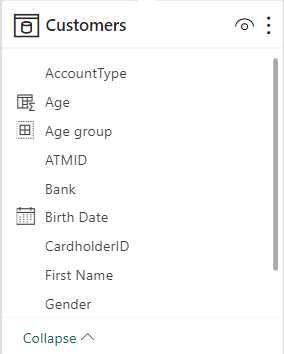 Customers
AccountType
Age
Age group
ATMID
Bank
Birth Date
CardholderID
First Name
Gender
Collapse